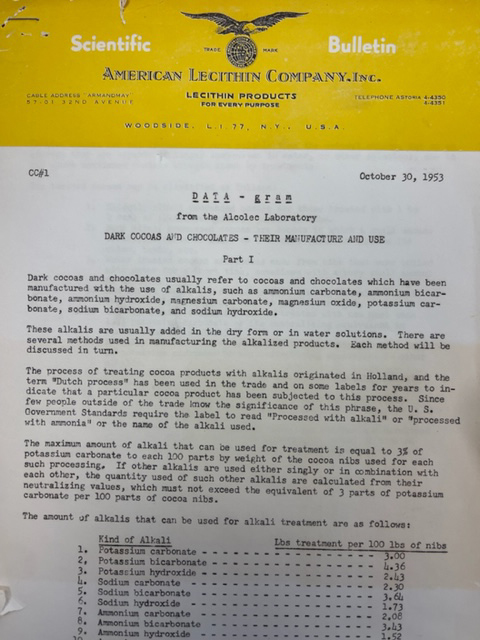 Scientific Bulletin
TRADE MARK
AMERICAN LECITHIN COMPANY.INC.
CABLE ADDRESS "ARMANDMAY" LECITHIN PRODUCTS TELEPHONE ASTORIA 4-4350
57-01 32ND AVENUE FOR EVERY PURPOSE 4-4351
WOODSIDE, L.I. 77, N.Y., U.S.A.
CC#1 October 30, 1953
DATA - gram
from the Alcolec Laboratory
DARK COCOAS AND CHOCOLATES - THEIR MANUFACTURE AND USE
Part I
Dark cocoas and chocolates usually refer to cocoas and chocolates which have been
manufactured with the use of alkalis, such as ammonium carbonate, ammonium bicar-
bonate, ammonium hydroxide, magnesium carbonate, magnesium oxide, potassium car-
bonate, sodium bicarbonate, and sodium hydroxide.
These alkalis are usually added in the dry form or in water solutions. There are
several methods used in manufacturing the alkalized products. Each method will be
discussed in turn.
The process of treating cocoa products with alkalis originated in Holland, and the
term "Dutch process" has been used in the trade and on some labels for years to in-
dicate that a particular cocoa product has been subjected to this process. Since
few people outside of the trade know the significance of this phrase, the U. S.
Government Standards require the label to read "Processed with alkali" or "processed
with ammonia" or the name of the alkali used.
The maximum amount of alkali that can be used for treatment is equal to 3% of
potassium carbonate to each 100 parts by weight of the cocoa nibs used for each
such processing. If other alkalis are used either singly or in combination with
each other, the quantity used of such other alkalis are calculated from their
neutralizing values, which must not exceed the equivalent of 3 parts of potassium
carbonate per 100 parts of cocoa nibs.
The amount of alkalis that can be used for alkali treatment are as follows:
Kind of Alkali Lbs treatment per 100 lbs of nibs
1. Potassium carbonate - - - - - - - - - - - - - - - - - 3.00
2. Potassium bicarbonate - - - - - - - - - - - - - - - - 4.36
3. Potassium hydroxide - - - - - - - - - - - - - - - - - 2.43
4. Sodium carbonate - - - - - - - - - - - - - - - - - - 2.30
5. Sodium bicarbonate - - - - - - - - - - - - - - - - - 3.64
6. Sodium hydroxide - - - - - - - - - - - - - - - - - - 1.73
7. Ammonium carbonate - - - - - - - - - - - - - - - - - 2.08
8. Ammonium bicarbonate - - - - - - - - - - - - - - - - 3.43
9. Ammonium hydroxide - - - - - - - - - - - - - - - - - 1.52